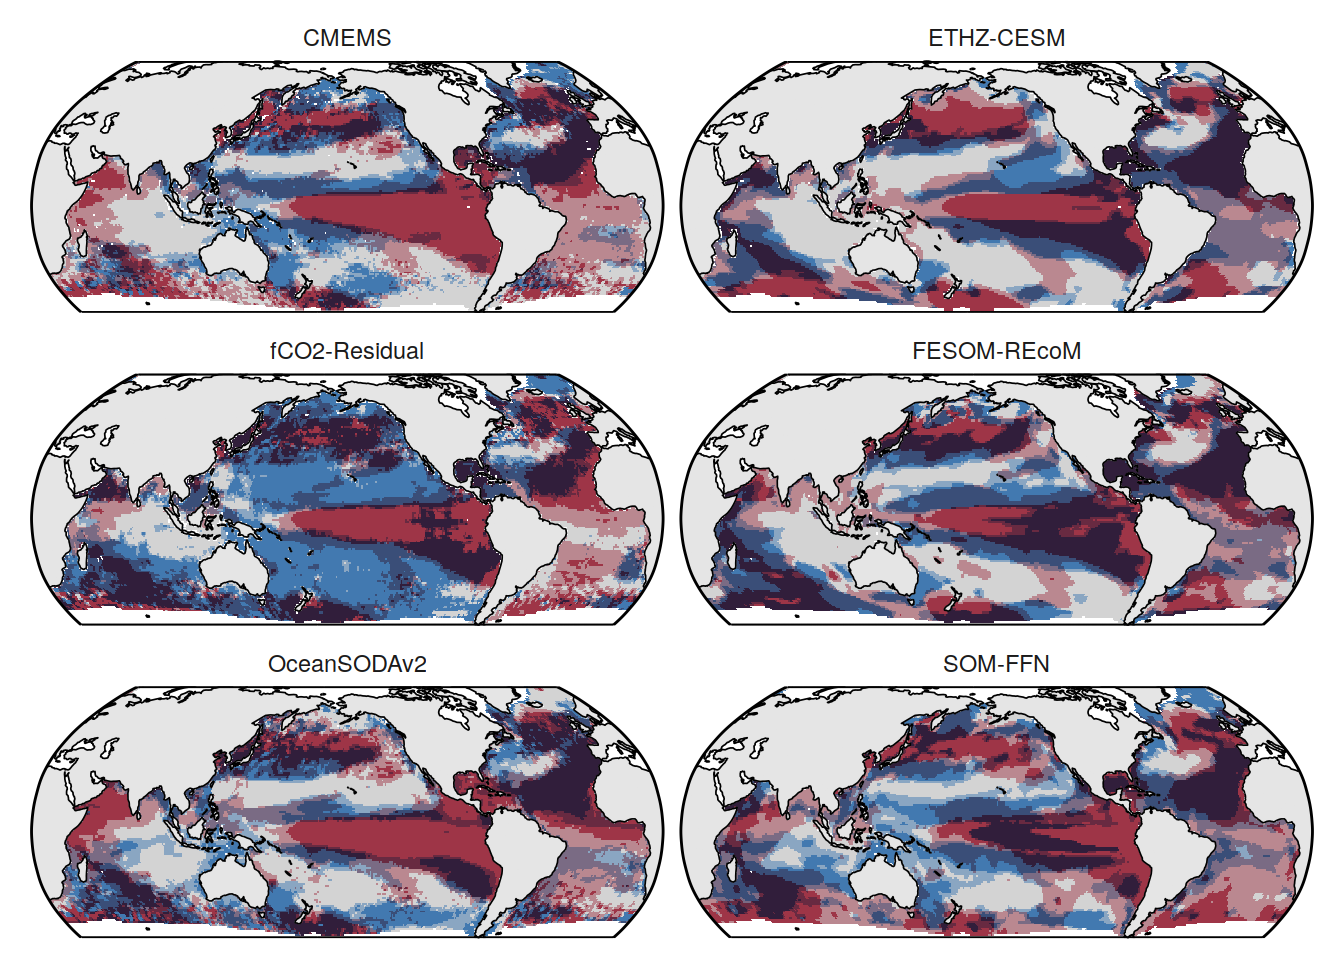 CMEMS
ETHZ-CESM
fCO2-Residual
FESOM-REcoM
OceanSODAv2
SOM-FFN